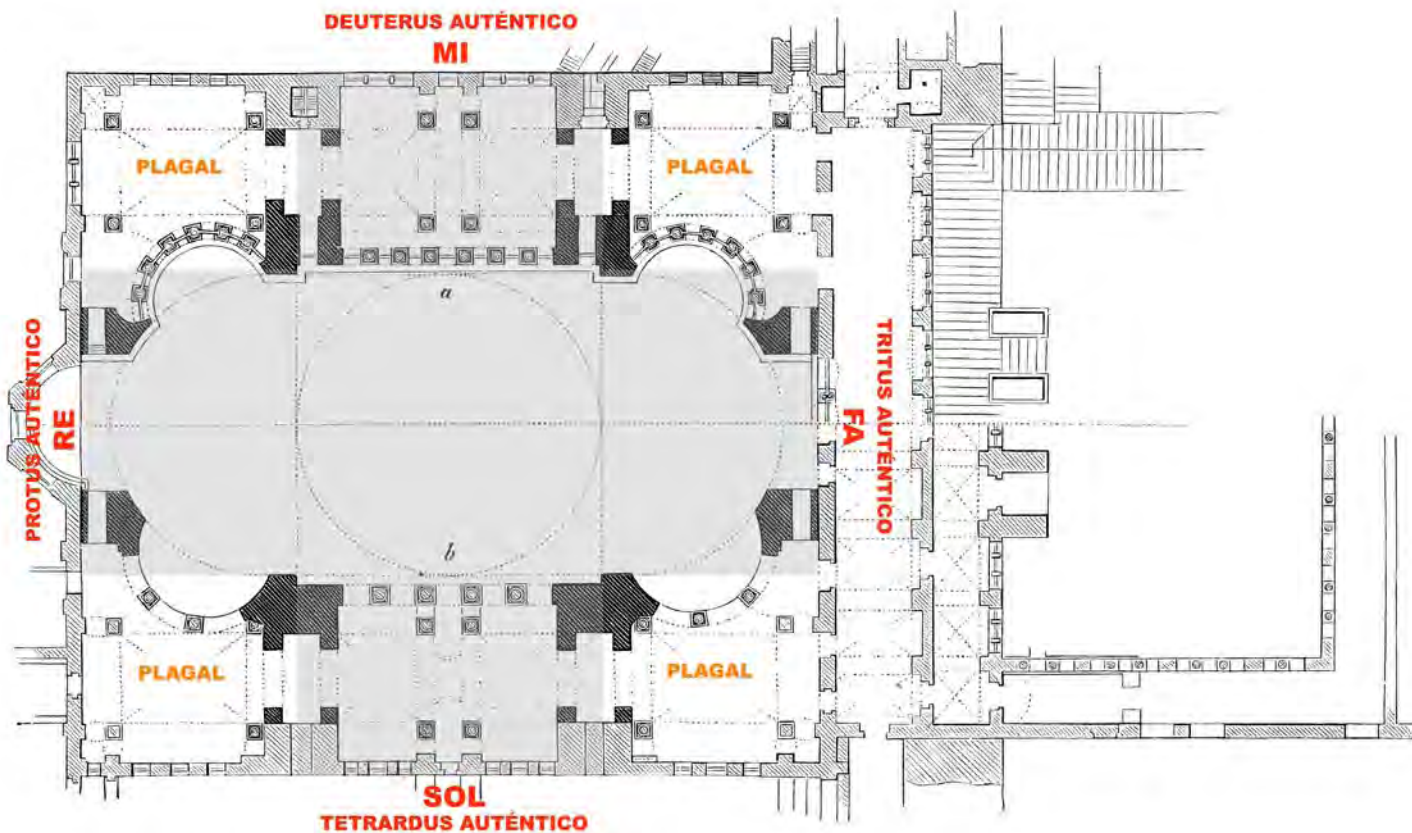 DEUTERUS AUTÉNTICO
MI
PLAGAL
PLAGAL
a
PROTUS AUTÉNTICO
RE
FA
TRITUS AUTÉNTICO
b
PLAGAL
PLAGAL
SOL
TETRARDUS AUTÉNTICO